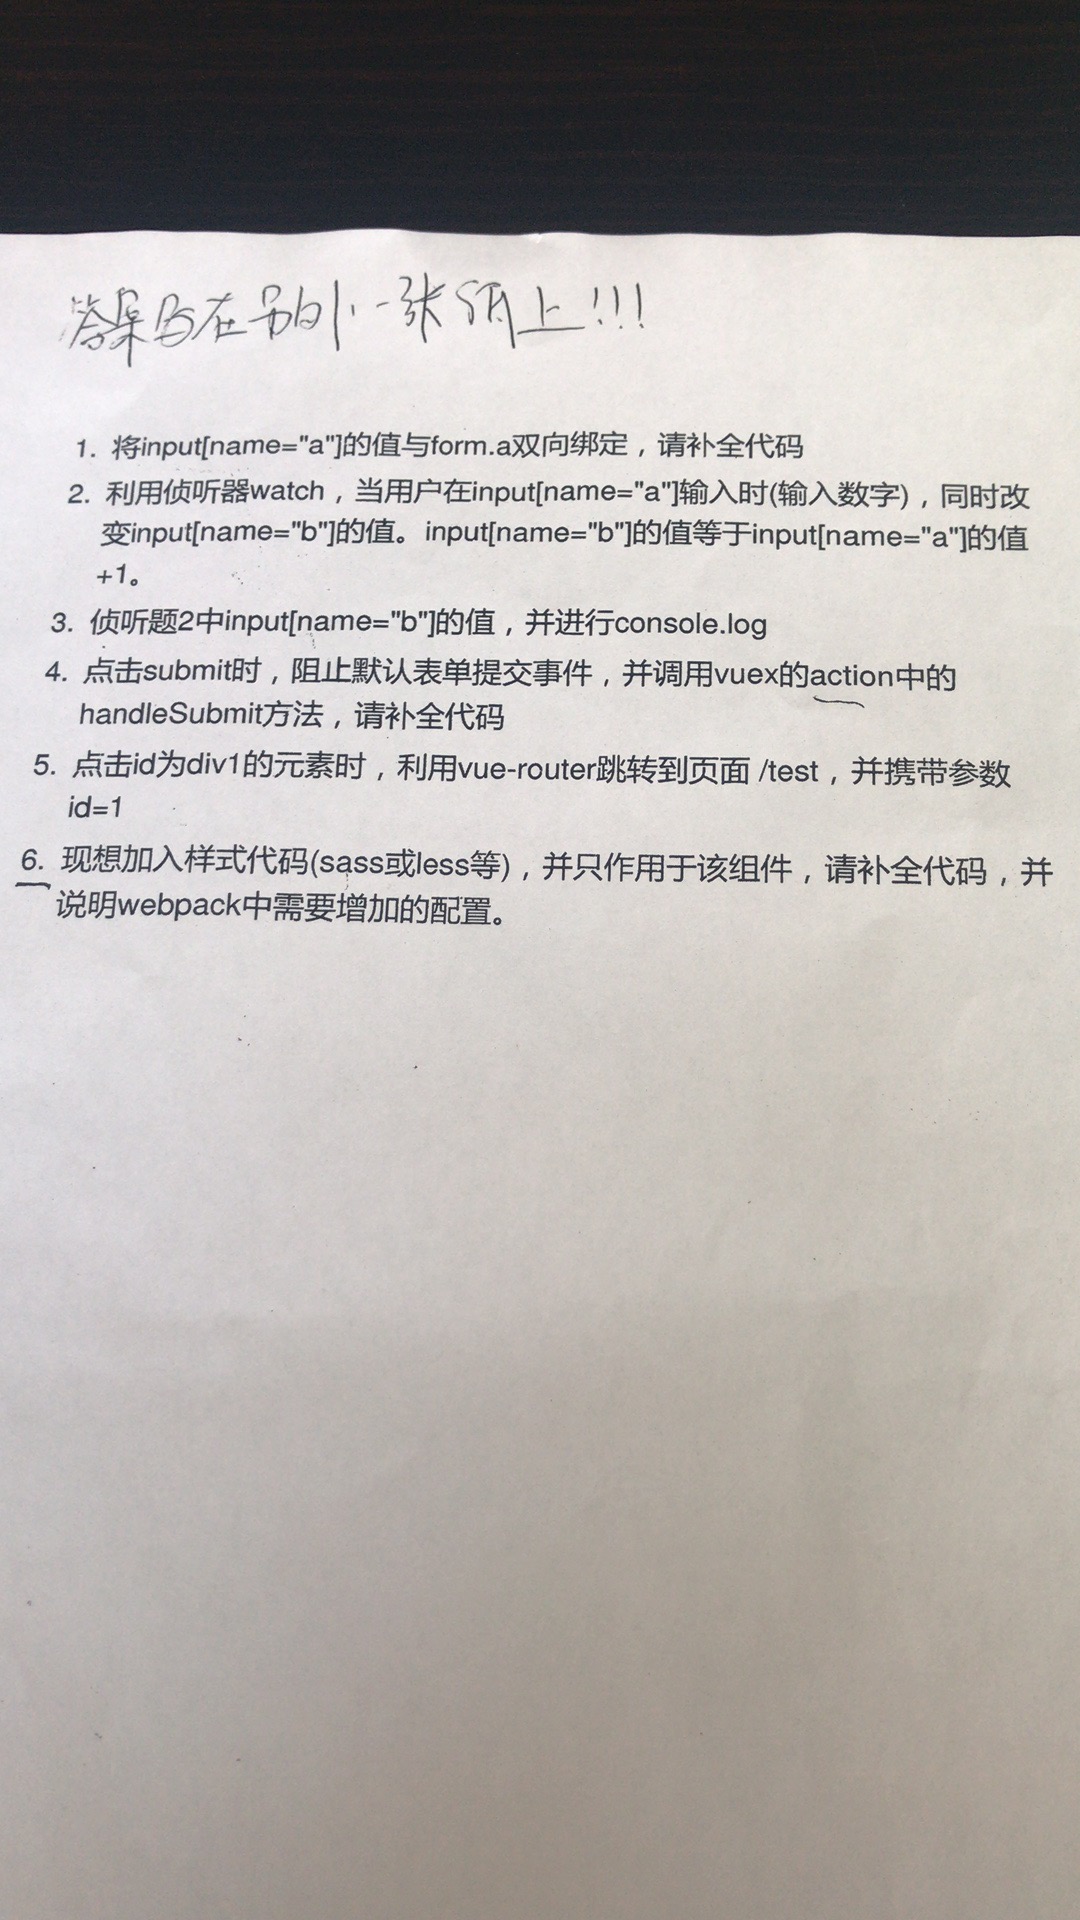 答案写在另外一张纸上!!!
1. 将input[name="a"]的值与form.a双向绑定，请补全代码
2. 利用侦听器watch，当用户在input[name="a"]输入时(输入数字)，同时改
变input[name="b"]的值。input[name="b"]的值等于input[name="a"]的值
+1。
3. 侦听题2中input[name="b"]的值，并进行console.log
4. 点击submit时，阻止默认表单提交事件，并调用vuex的action中的
handleSubmit方法，请补全代码
5. 点击id为div1的元素时，利用vue-router跳转到页面 /test，并携带参数
id=1
6. 现想加入样式代码(sass或less等)，并只作用于该组件，请补全代码，并
说明webpack中需要增加的配置。